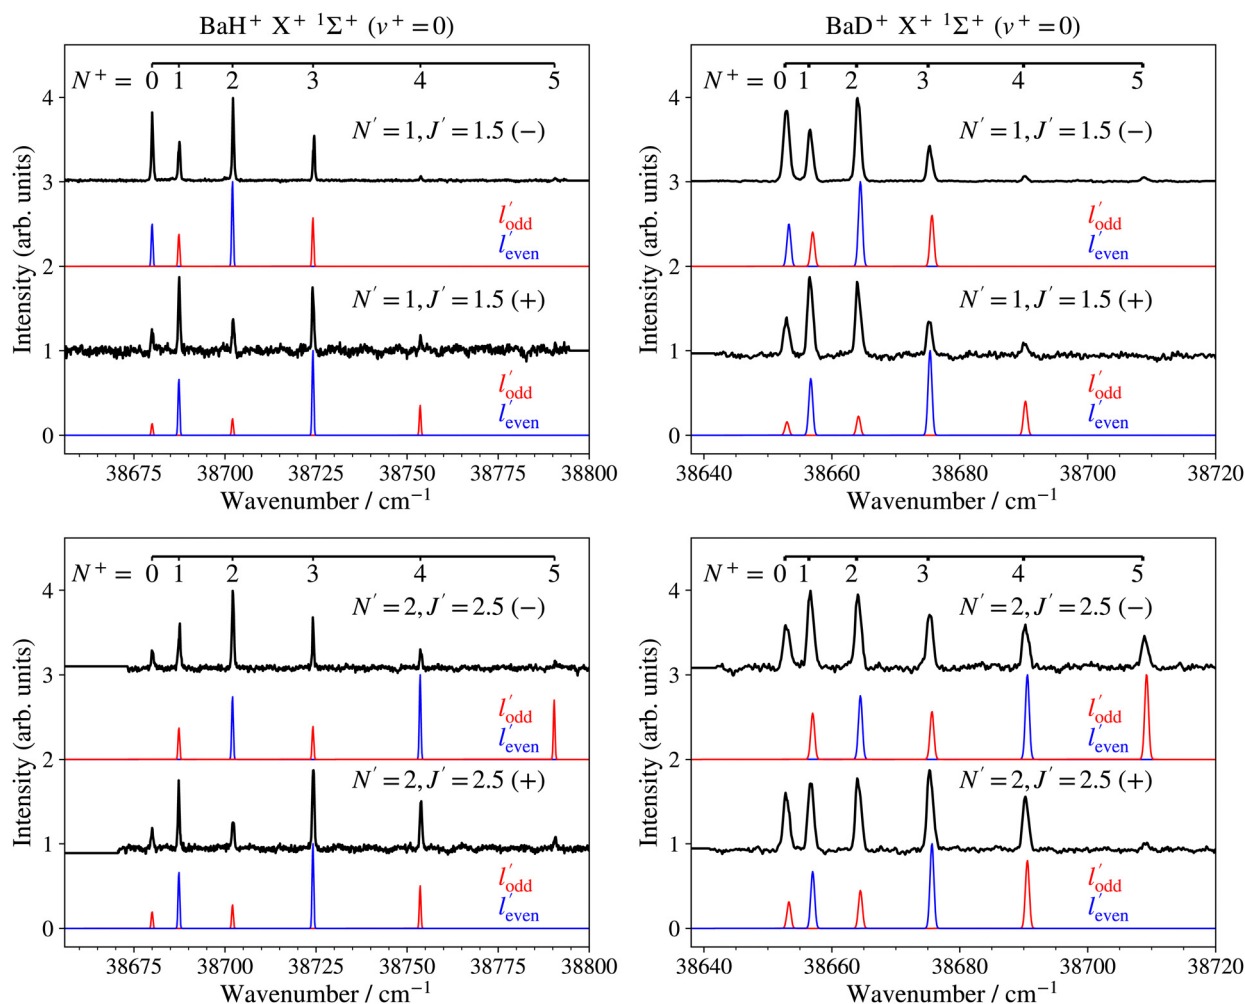 BaH⁺ X⁺ ¹Σ⁺ (v⁺ = 0)
N⁺ = 0 1 2 3 4 5
N′ = 1, J′ = 1.5 (−)
l′odd
l′even
N′ = 1, J′ = 1.5 (+)
l′odd
l′even
4
3
2
1
0
Intensity (arb. units)
38675 38700 38725 38750 38775 38800
Wavenumber / cm⁻¹
BaD⁺ X⁺ ¹Σ⁺ (v⁺ = 0)
N⁺ = 0 1 2 3 4 5
N′ = 1, J′ = 1.5 (−)
l′odd
l′even
N′ = 1, J′ = 1.5 (+)
l′odd
l′even
4
3
2
1
0
Intensity (arb. units)
38640 38660 38680 38700 38720
Wavenumber / cm⁻¹
N⁺ = 0 1 2 3 4 5
N′ = 2, J′ = 2.5 (−)
l′odd
l′even
N′ = 2, J′ = 2.5 (+)
l′odd
l′even
4
3
2
1
0
Intensity (arb. units)
38675 38700 38725 38750 38775 38800
Wavenumber / cm⁻¹
N⁺ = 0 1 2 3 4 5
N′ = 2, J′ = 2.5 (−)
l′odd
l′even
N′ = 2, J′ = 2.5 (+)
l′odd
l′even
4
3
2
1
0
Intensity (arb. units)
38640 38660 38680 38700 38720
Wavenumber / cm⁻¹